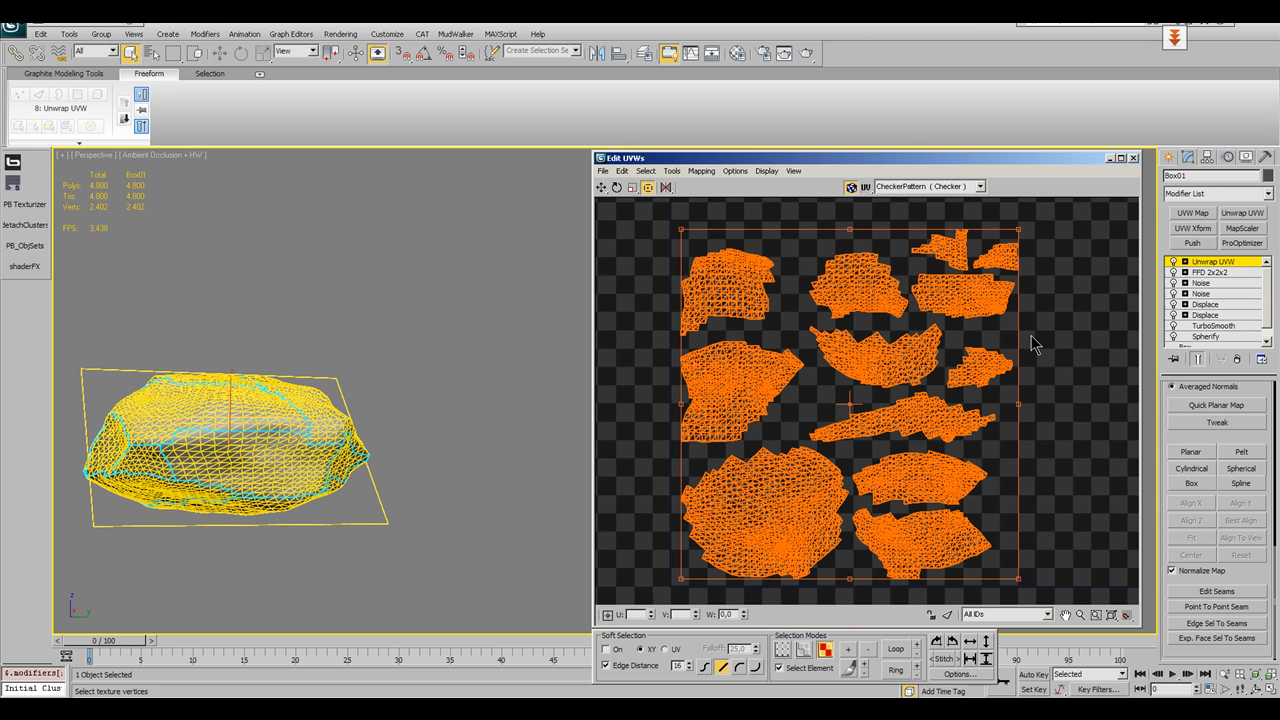 Edit Tools Group Views Create Modifiers Animation Graph Editors Rendering Customize CAT MudWalker MAXScript Help
All View Create Selection Se
Graphite Modeling Tools Freeform Selection
B: Unwrap UVW
[ + ] [ Perspective ] [ Ambient Occlusion + HW ]
Total Box01
Polys: 4.800 4.800
Tris: 4.800 4.800
Verts: 2.402 2.402
FPS: 3,438
PB Texturizer
detachClusters
PB_ObjSets
shaderFX
Edit UVWs
File Edit Select Tools Mapping Options Display View
UV CheckerPattern ( Checker )
U: V: W: 0,0 All IDs
Soft Selection
On XY UV Falloff: 25,0
Edge Distance 16
Selection Modes
+ - Loop
Select Element Ring
Stitch
Options...
Box01
Modifier List
UVW Map Unwrap UVW
UVW Xform MapScaler
Push ProOptimizer
Unwrap UVW
FFD 2x2x2
Noise
Noise
Displace
Displace
TurboSmooth
Spherify
Averaged Normals
Quick Planar Map
Tweak
Planar Pelt
Cylindrical Spherical
Box Spline
Align X Align Y
Align Z Best Align
Fit Align To View
Center Reset
Normalize Map
Edit Seams
Point To Point Seam
Edge Sel To Seams
Exp. Face Sel To Seams
z
x y
< 0 / 100 >
0 5 10 15 20 25 30 35 40 45 50 90 95 100
4.modifiers[: 1 Object Selected
Initial Clus Select texture vertices
Add Time Tag
Auto Key Selected
Set Key Key Filters... 0